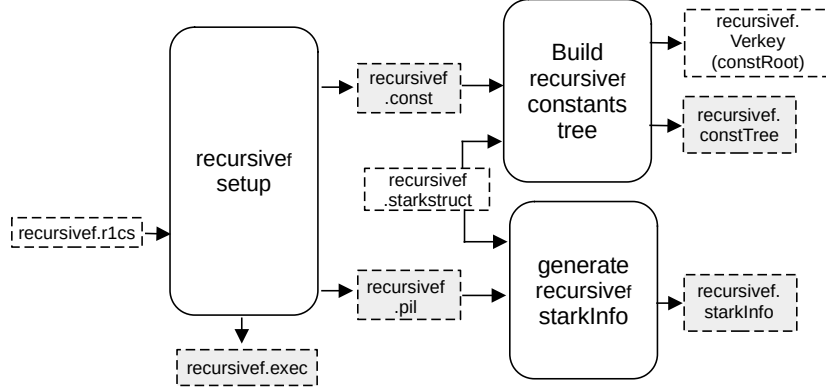 recursivef.r1cs
recursivef
setup
recursivef.exec
recursivef
.const
recursivef
.starkstruct
recursivef
.pil
Build
recursivef
constants
tree
generate
recursivef
starkInfo
recursivef.
Verkey
(constRoot)
recursivef.
constTree
recursivef.
starkInfo